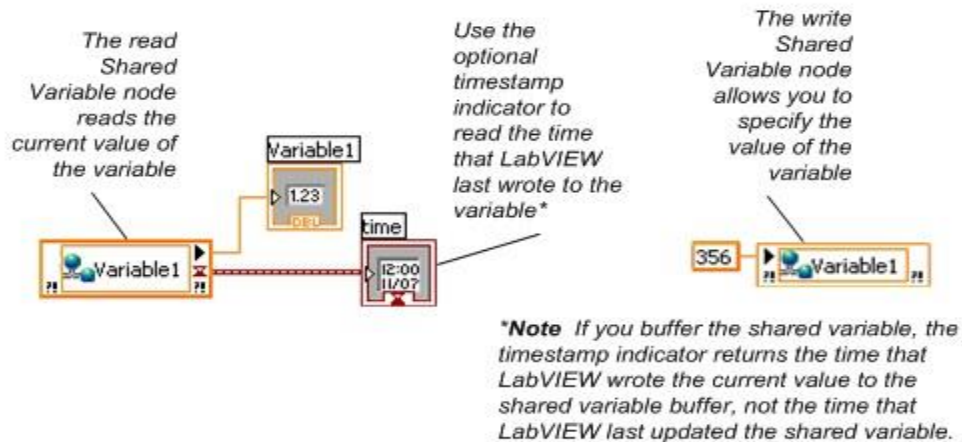 The read
Shared
Variable node
reads the
current value of
the variable
Variable1
1.23
DBL
time
12:00
11/07
?!
Variable1
?!
Use the
optional
timestamp
indicator to
read the time
that LabVIEW
last wrote to the
variable*
The write
Shared
Variable node
allows you to
specify the
value of the
variable
356
?!
Variable1
?!
*Note If you buffer the shared variable, the
timestamp indicator returns the time that
LabVIEW wrote the current value to the
shared variable buffer, not the time that
LabVIEW last updated the shared variable.